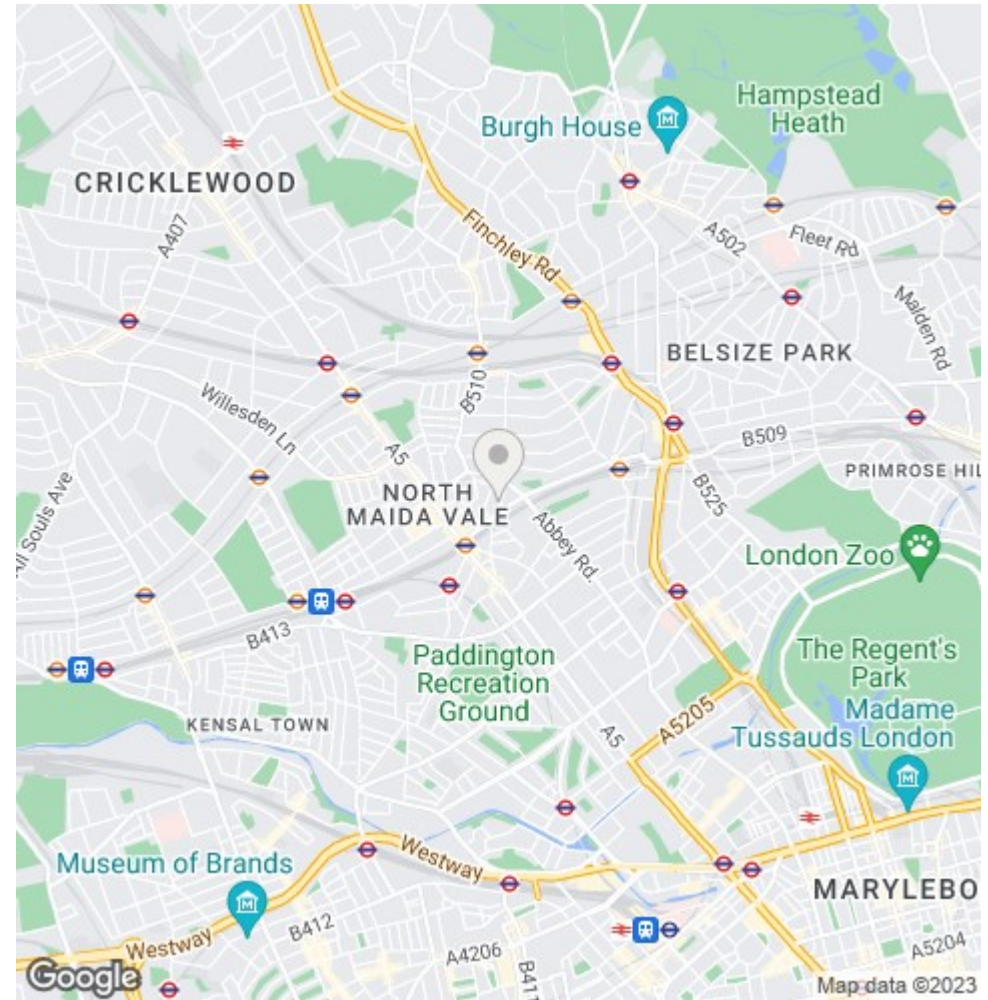 Hampstead
Heath
Burgh House
CRICKLEWOOD
A407
Finchley Rd
A502
Fleet Rd
Malden Rd
BELSIZE PARK
B510
Willesden Ln
A5
B509
PRIMROSE HIL
B525
NORTH
MAIDA VALE
All Souls Ave
Abbey Rd.
London Zoo
B413
Paddington
Recreation
Ground
The Regent's
Park
KENSAL TOWN
A5
A5205
Madame
Tussauds London
Westway
Museum of Brands
MARYLEBO
B412
Westway
A4206
B411
A5204
Google
Map data ©2023